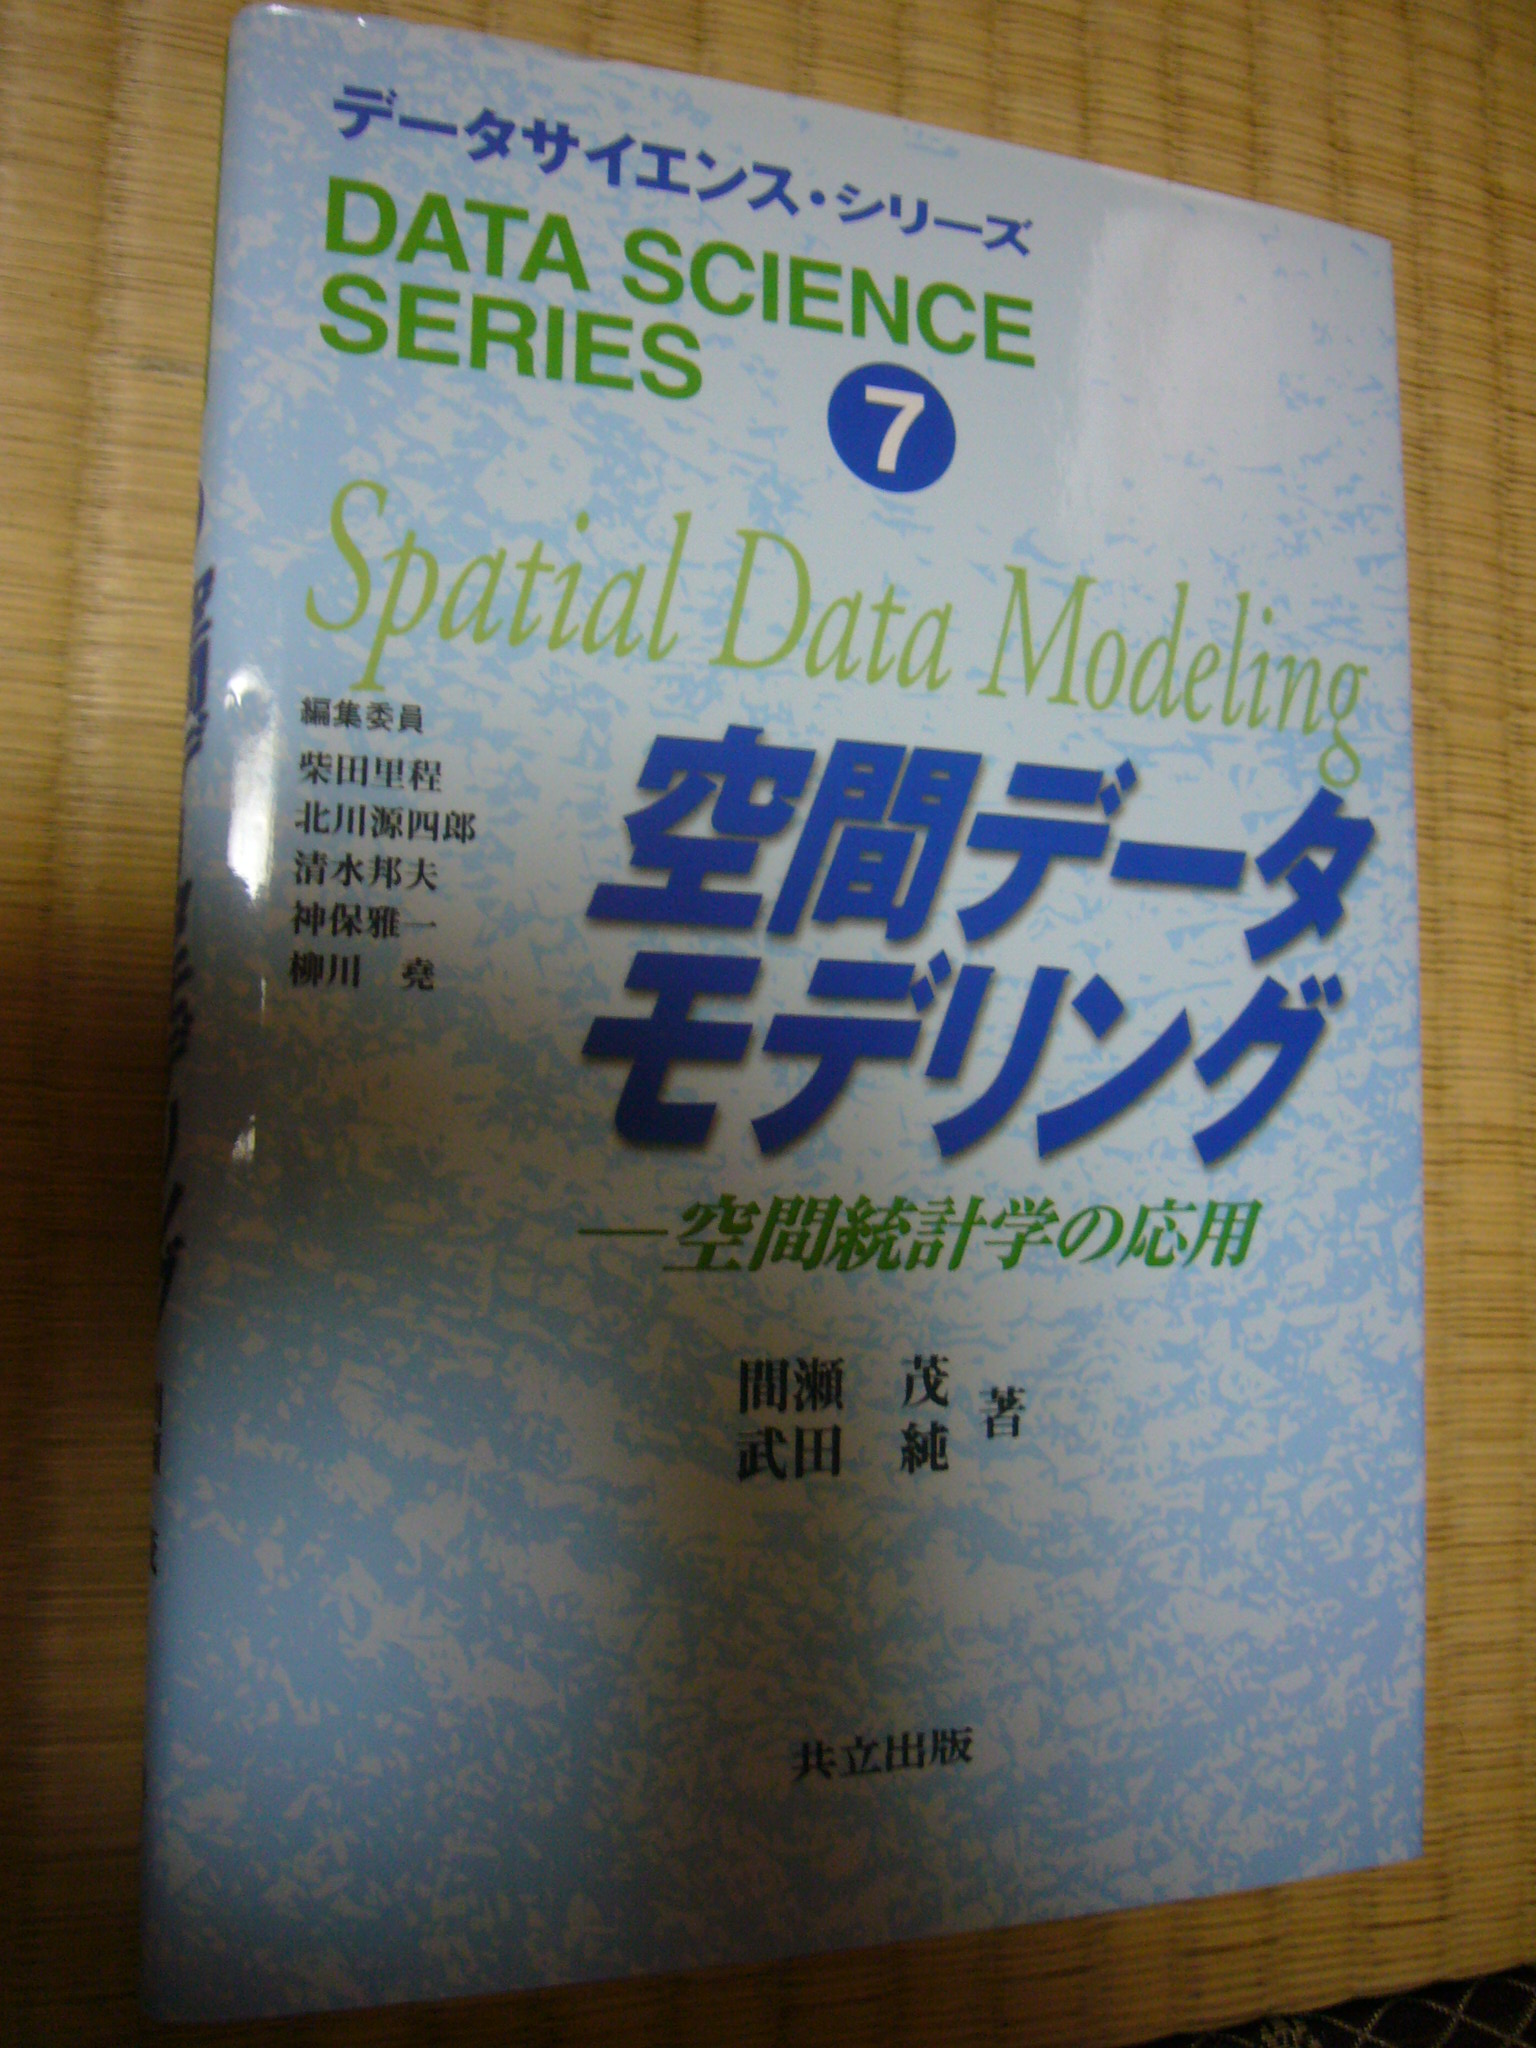 データサイエンス・シリーズ
DATA SCIENCE
SERIES
7
Spatial Data Modeling
編集委員
柴田里程
北川源四郎
清水邦夫
神保雅一
柳川 堯
空間データ
モデリング
―空間統計学の応用
間瀬 茂
武田 純
著
共立出版